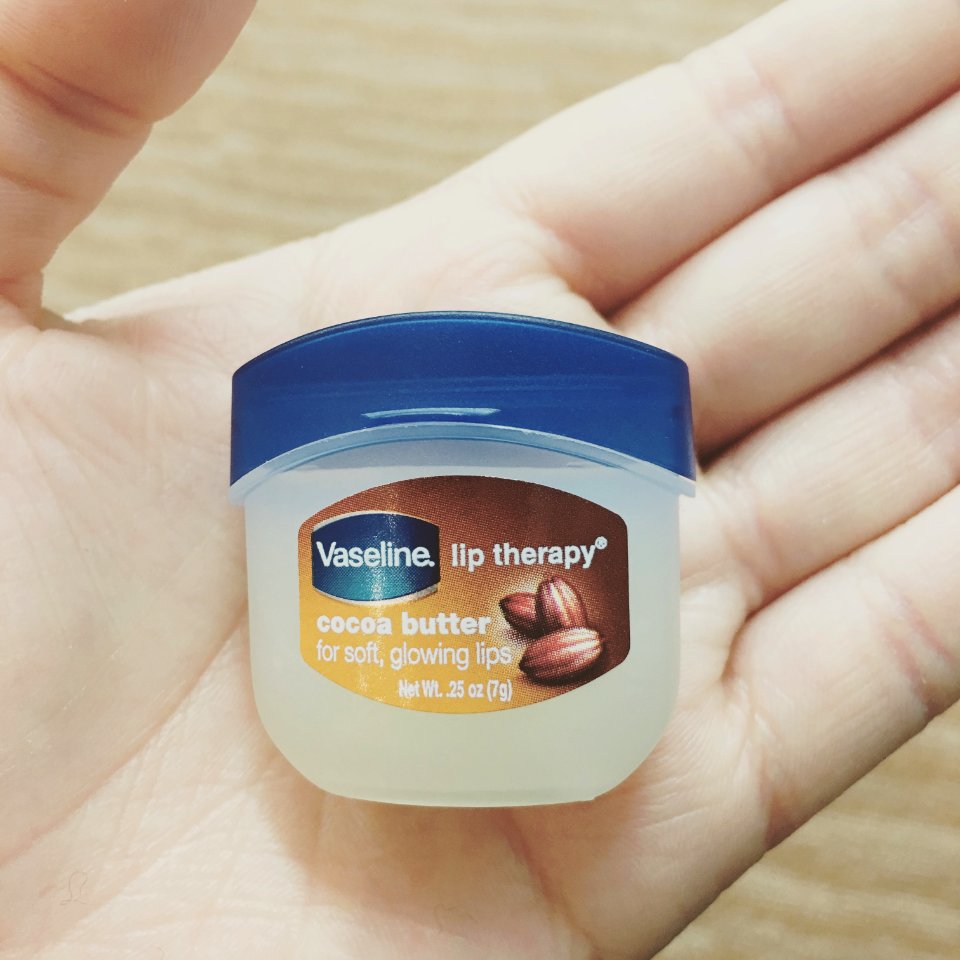 Vaseline. lip therapy®
cocoa butter
for soft, glowing lips
Net Wt. .25 oz (7g)